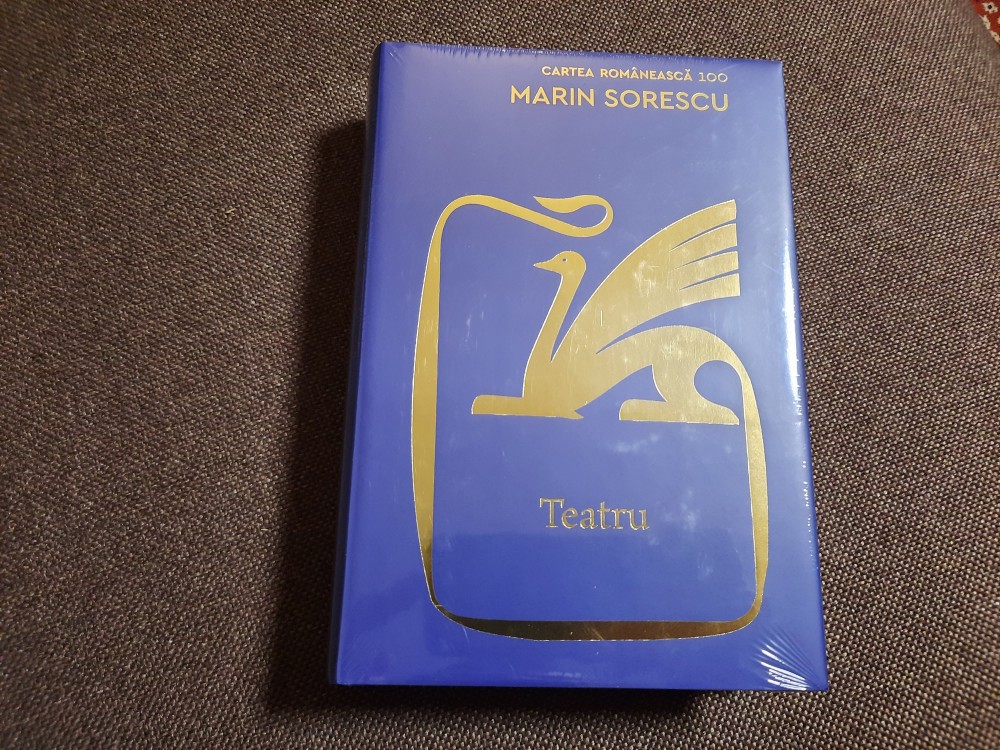 CARTEA ROMÂNEASCĂ 100
MARIN SORESCU
Teatru